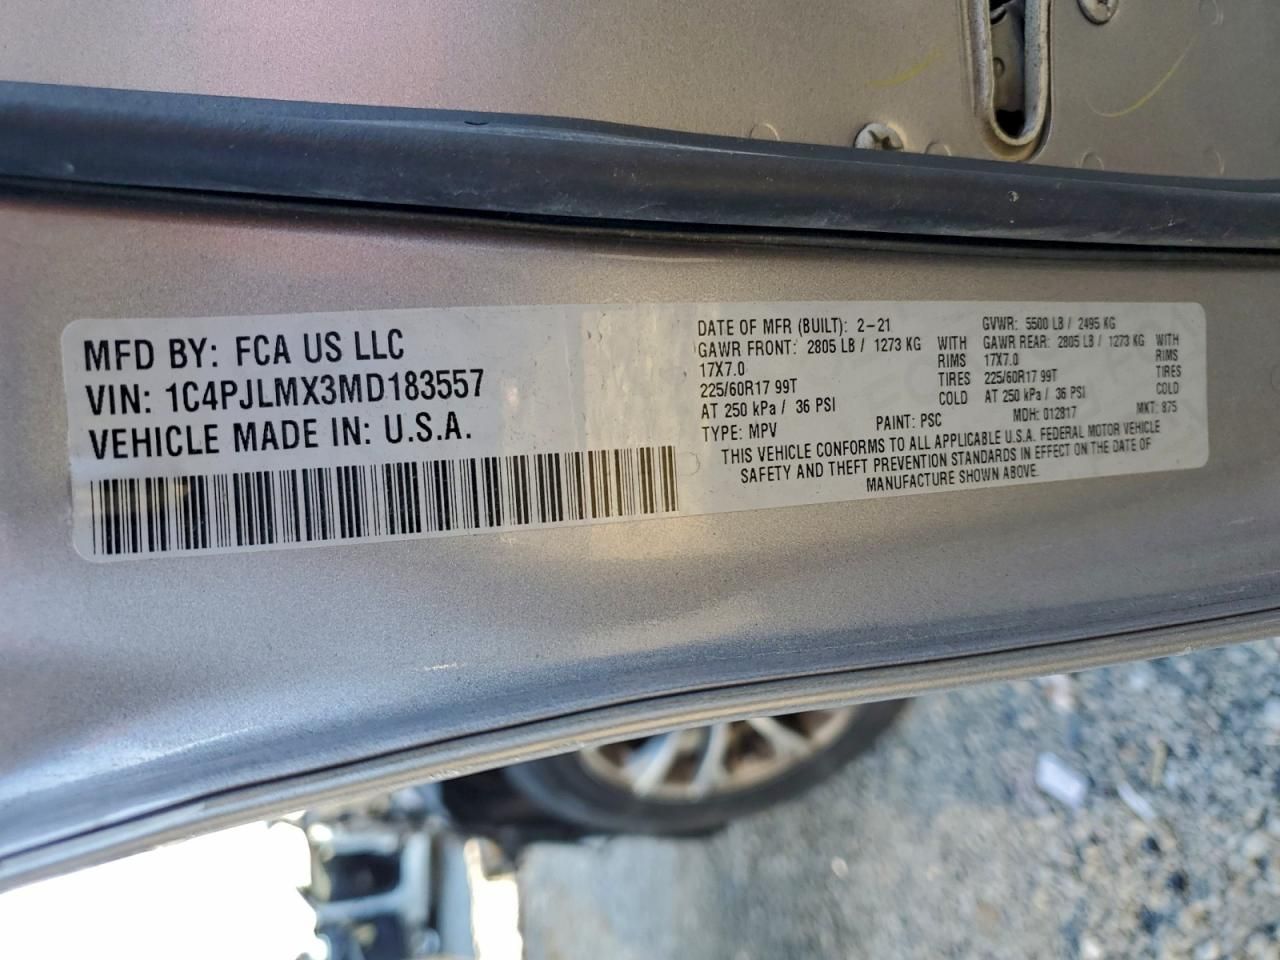 MFD BY: FCA US LLC
VIN: 1C4PJLMX3MD183557
VEHICLE MADE IN: U.S.A.
DATE OF MFR (BUILT): 2-21 GVWR: 5500 LB / 2495 KG
GAWR FRONT: 2805 LB / 1273 KG WITH GAWR REAR: 2805 LB / 1273 KG WITH
17X7.0 RIMS 17X7.0 RIMS
225/60R17 99T TIRES 225/60R17 99T TIRES
AT 250 kPa / 36 PSI COLD AT 250 kPa / 36 PSI COLD
TYPE: MPV PAINT: PSC MDH: 012817 MKT: 875
THIS VEHICLE CONFORMS TO ALL APPLICABLE U.S.A. FEDERAL MOTOR VEHICLE
SAFETY AND THEFT PREVENTION STANDARDS IN EFFECT ON THE DATE OF
MANUFACTURE SHOWN ABOVE.